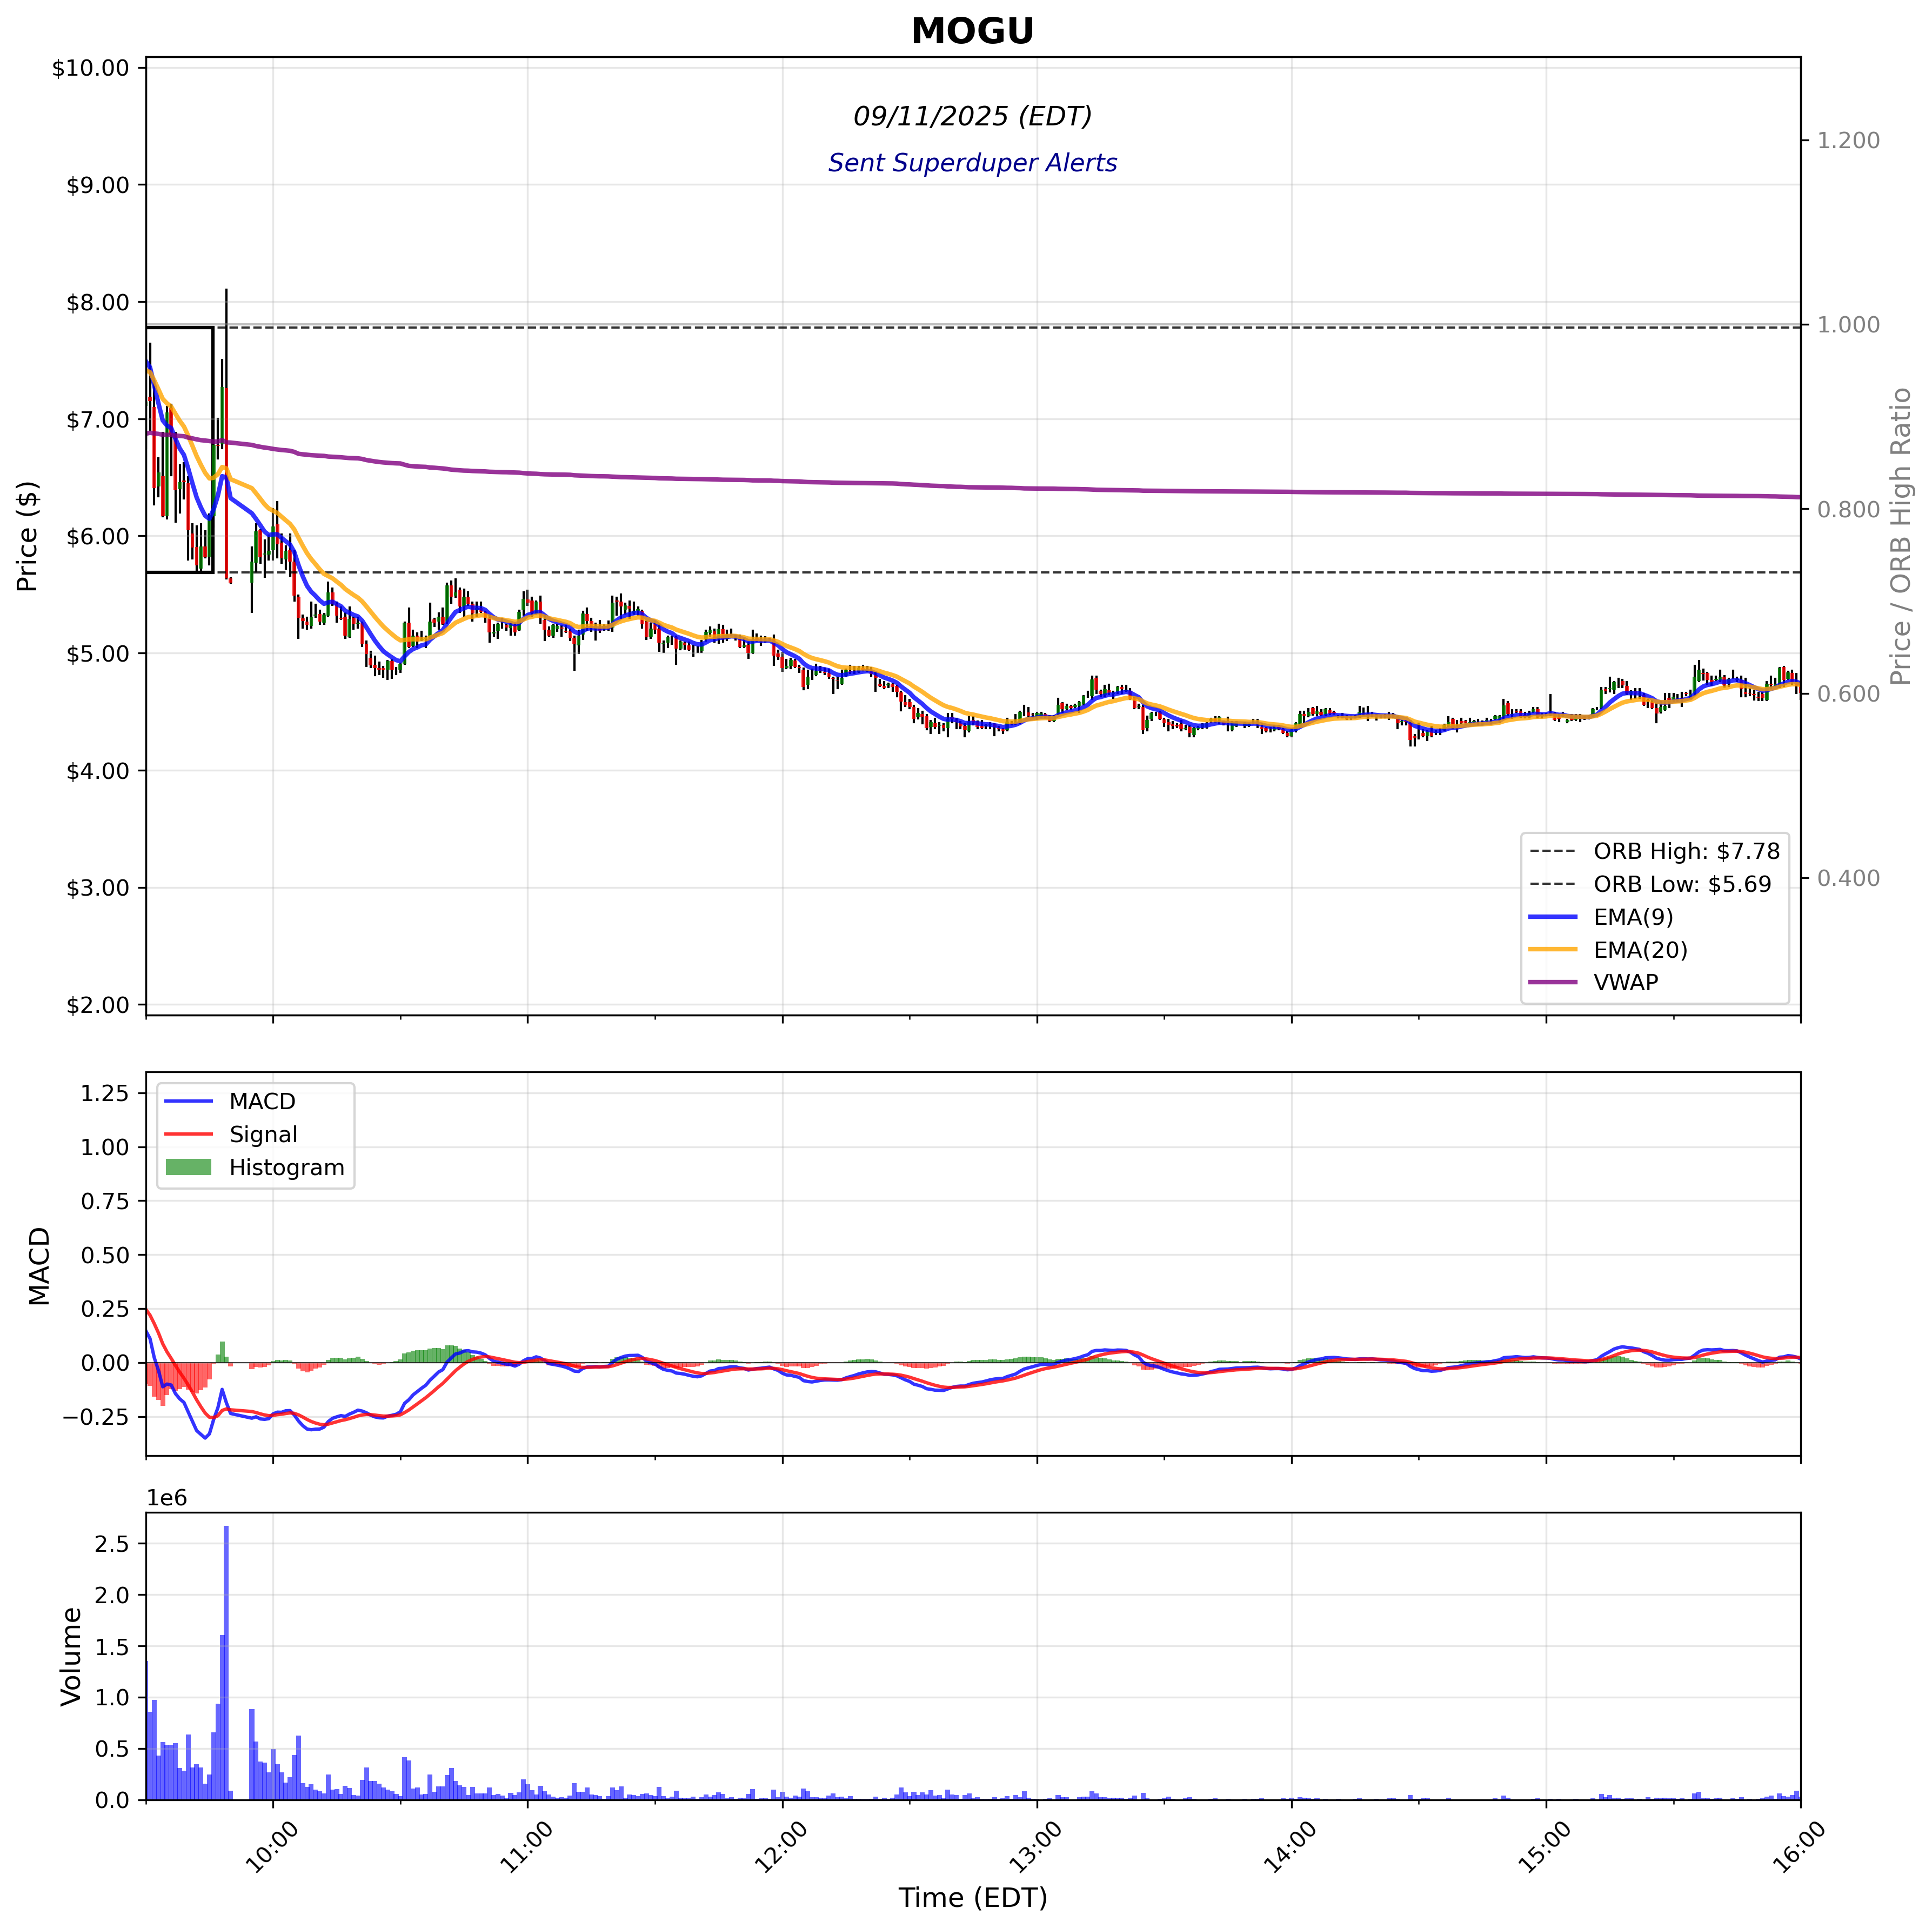 MOGU
09/11/2025 (EDT)
Sent Superduper Alerts
$10.00
$9.00
$8.00
$7.00
$6.00
$5.00
$4.00
$3.00
$2.00
Price ($)
1.200
1.000
0.800
0.600
0.400
Price / ORB High Ratio
ORB High: $7.78
ORB Low: $5.69
EMA(9)
EMA(20)
VWAP
MACD
Signal
Histogram
1.25
1.00
0.75
0.50
0.25
0.00
−0.25
MACD
1e6
2.5
2.0
1.5
1.0
0.5
0.0
Volume
10:00
11:00
12:00
13:00
14:00
15:00
16:00
Time (EDT)